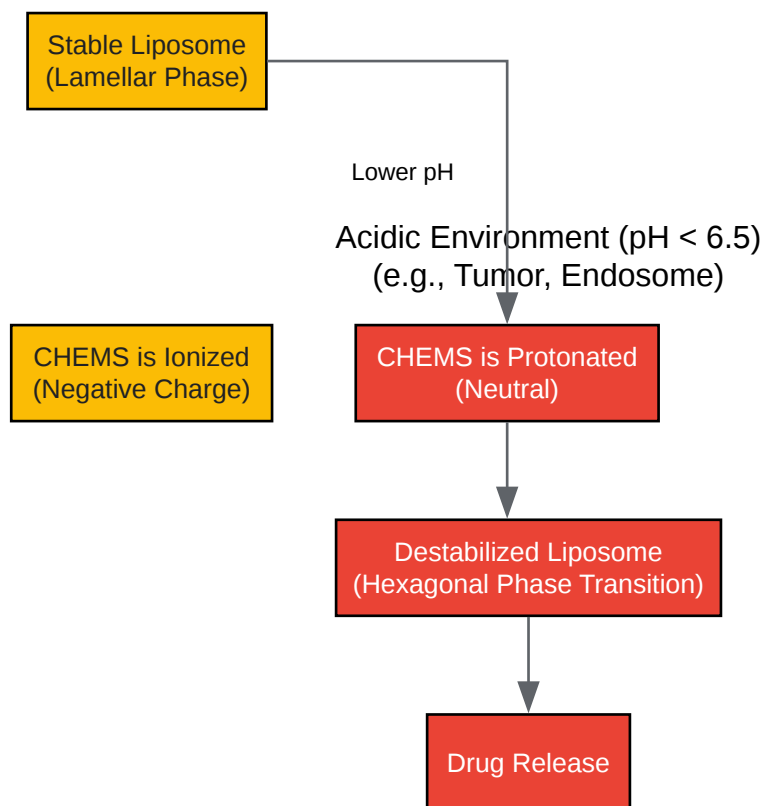 Stable Liposome
(Lamellar Phase)
Lower pH
Acidic Environment (pH < 6.5)
(e.g., Tumor, Endosome)
CHEMS is Ionized
(Negative Charge)
CHEMS is Protonated
(Neutral)
Destabilized Liposome
(Hexagonal Phase Transition)
Drug Release